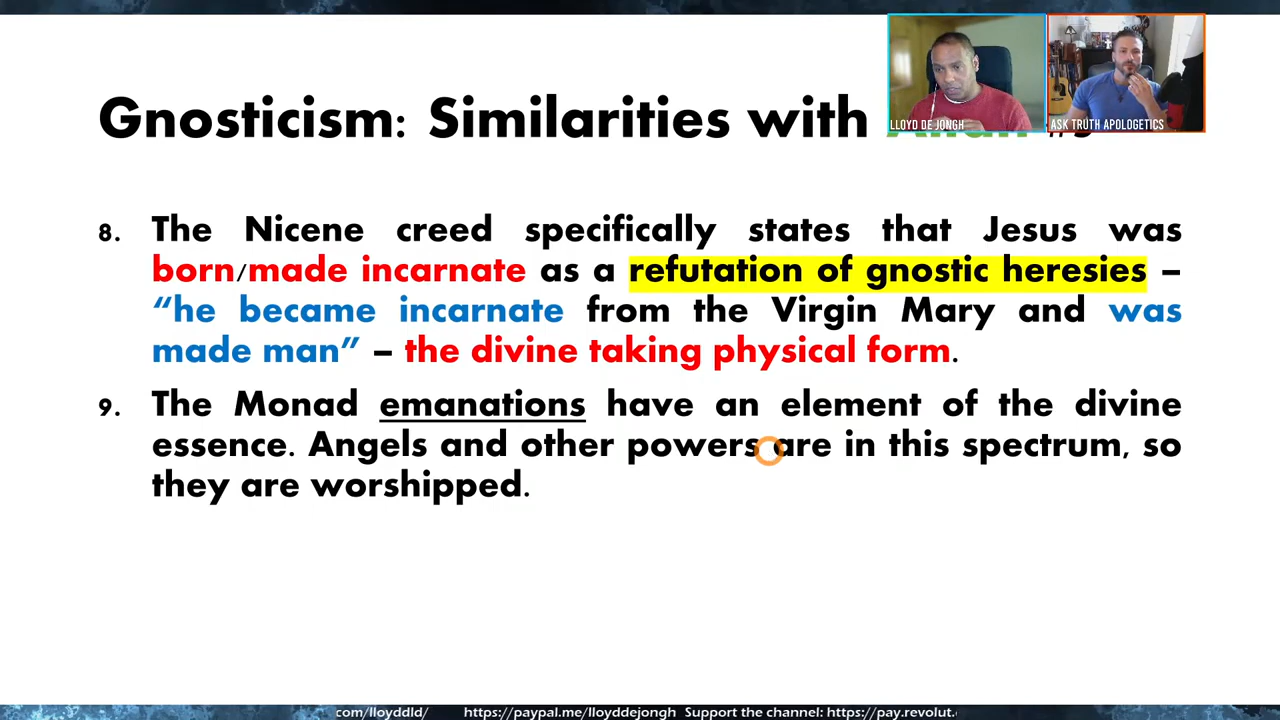 Gnosticism: Similarities with
LLOYD DE JONGH
ASK TRUTH APOLOGETICS
8. The Nicene creed specifically states that Jesus was
born/made incarnate as a refutation of gnostic heresies –
“he became incarnate from the Virgin Mary and was
made man” – the divine taking physical form.
9. The Monad emanations have an element of the divine
essence. Angels and other powers are in this spectrum, so
they are worshipped.
com/lloyddld/ https://paypal.me/lloyddejongh Support the channel: https://pay.revolut.